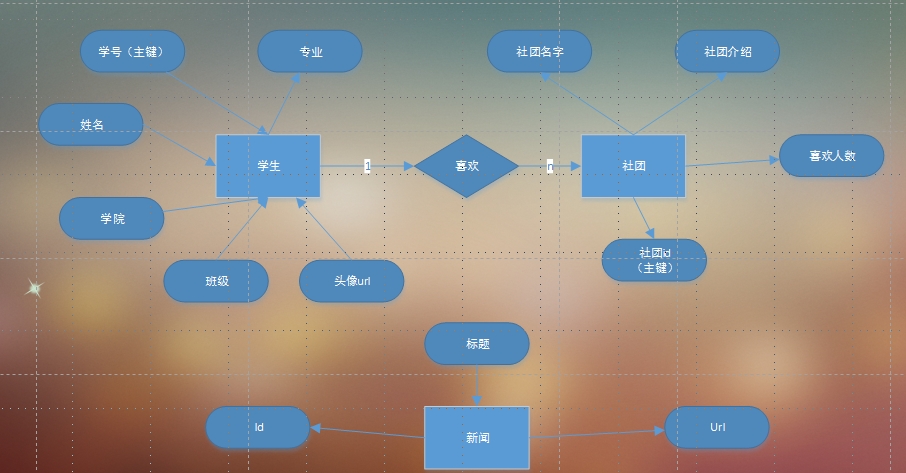 学号（主键）
专业
社团名字
社团介绍
姓名
学生
1
喜欢
n
社团
喜欢人数
学院
班级
头像url
社团id
（主键）
标题
Id
新闻
Url